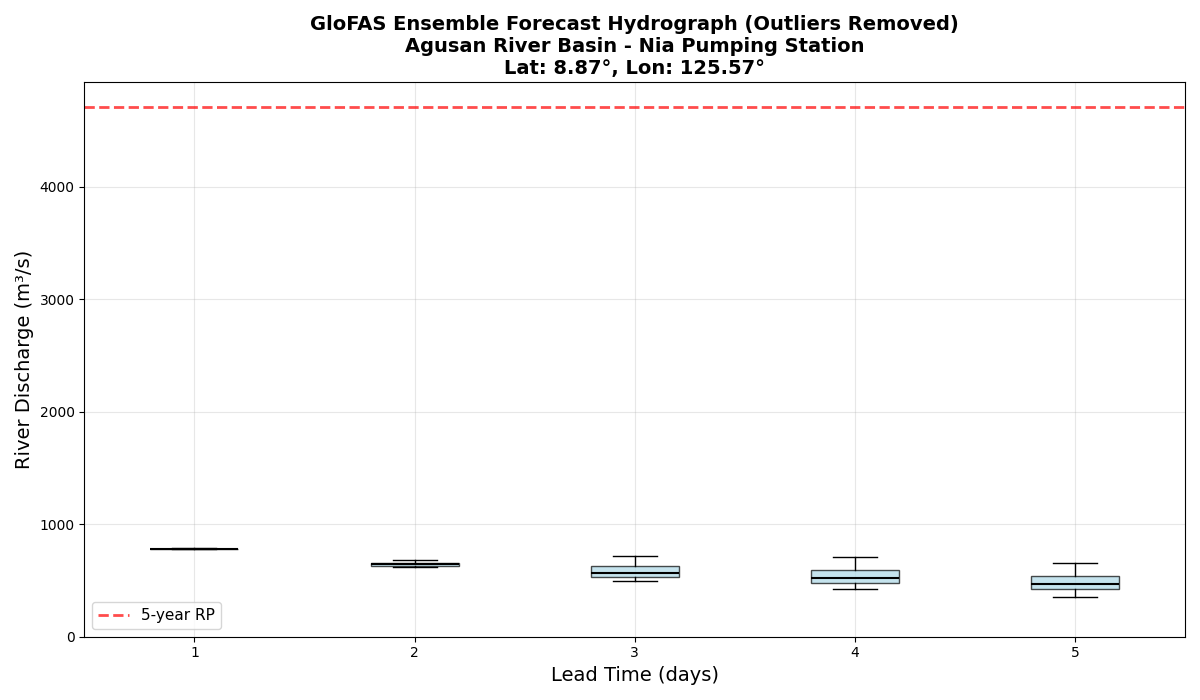 GloFAS Ensemble Forecast Hydrograph (Outliers Removed)
Agusan River Basin - Nia Pumping Station
Lat: 8.87°, Lon: 125.57°
River Discharge (m³/s)
4000
3000
2000
1000
0
5-year RP
1
2
3
4
5
Lead Time (days)